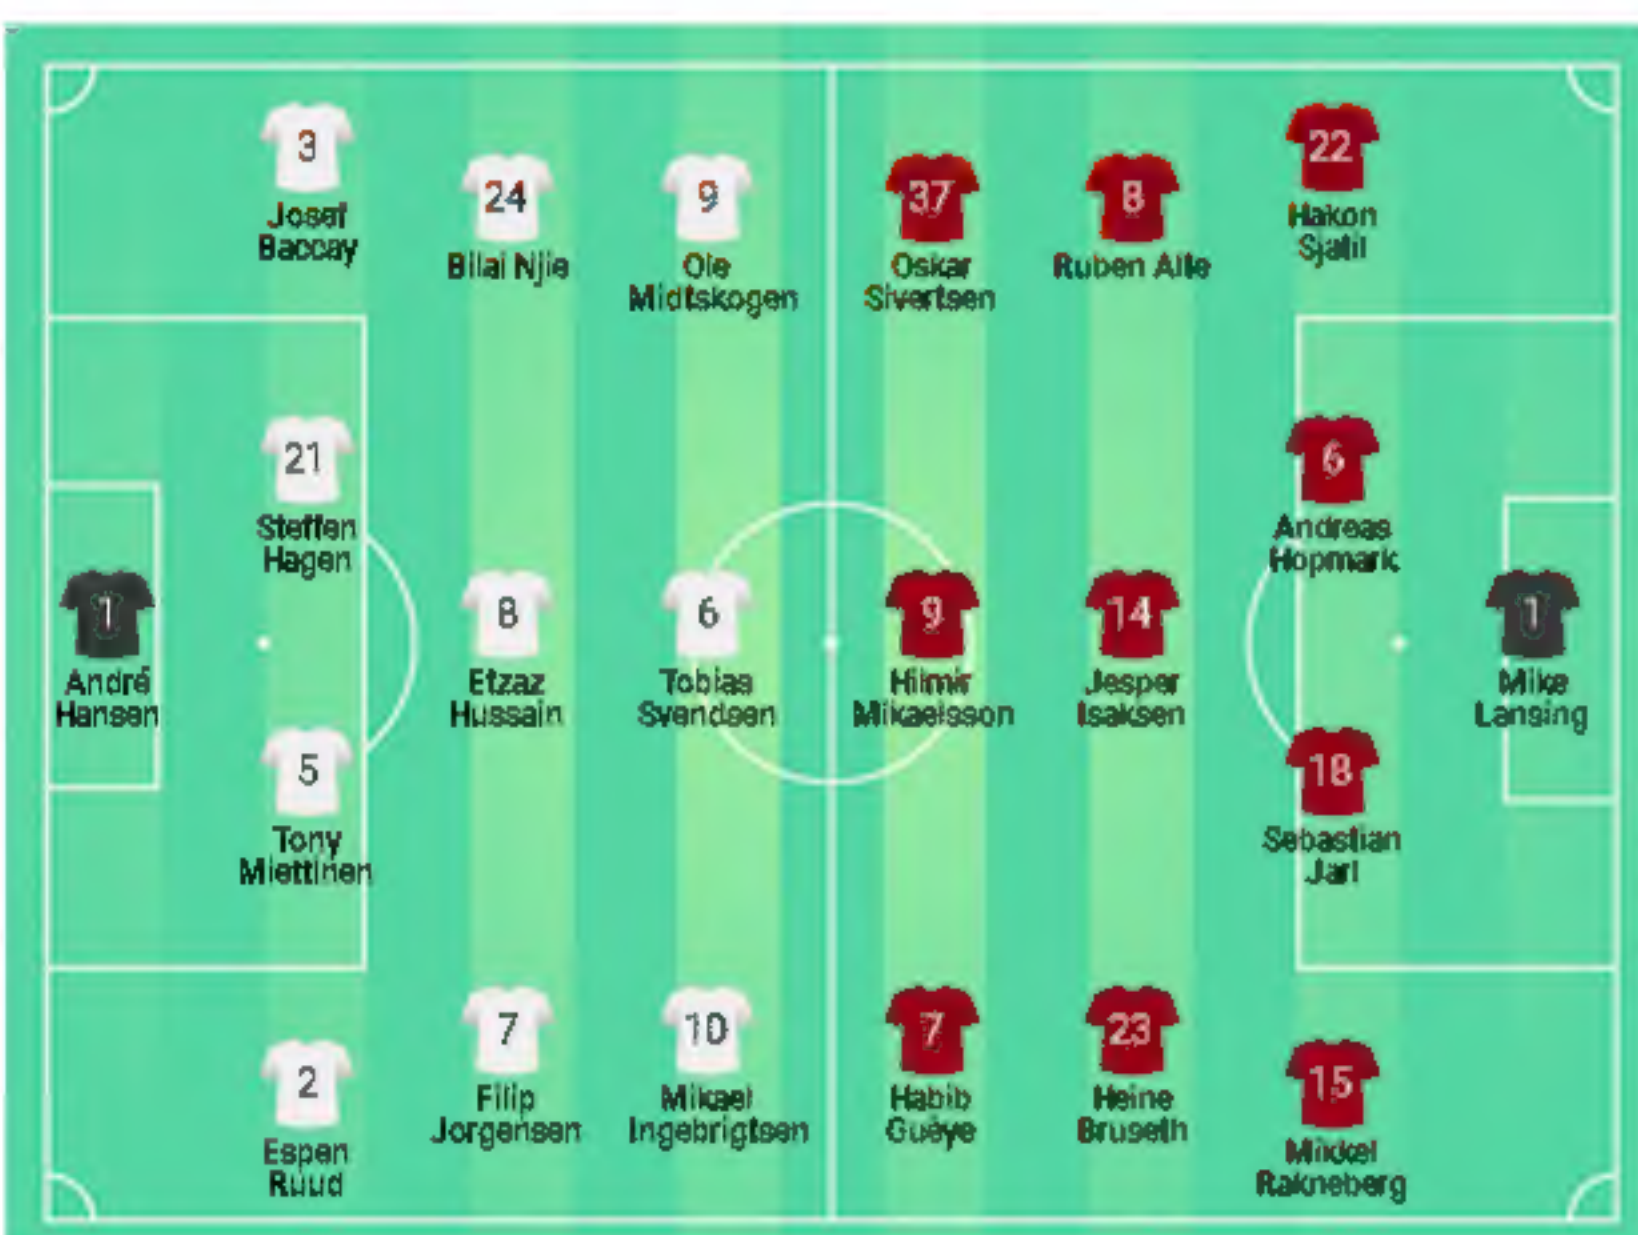 3
Josef
Baccay
24
Bilal Njie
9
Ole
Midtskogen
37
Oskar
Sivertsen
8
Ruben Alte
22
Hakon
Sjatil
21
Steffen
Hagen
6
Andreas
Hopmark
1
André
Hansen
8
Etzaz
Hussain
6
Tobias
Svendsen
9
Hilmir
Mikaelsson
14
Jesper
Isaksen
1
Mike
Lansing
5
Tony
Miettinen
18
Sebastian
Jarl
2
Espen
Ruud
7
Filip
Jorgensen
10
Mikael
Ingebrigtsen
7
Habib
Guèye
23
Heine
Bruseth
15
Mikkel
Rakneberg